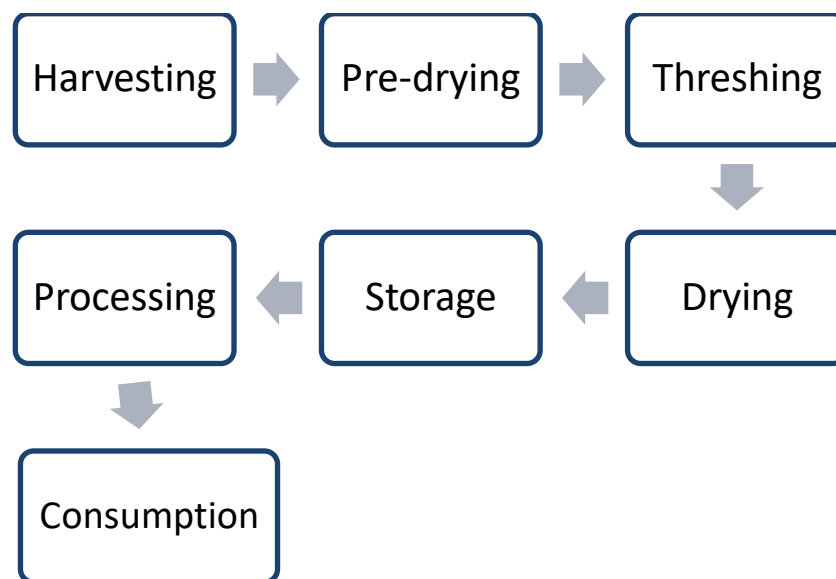 Harvesting
Pre-drying
Threshing
Drying
Storage
Processing
Consumption